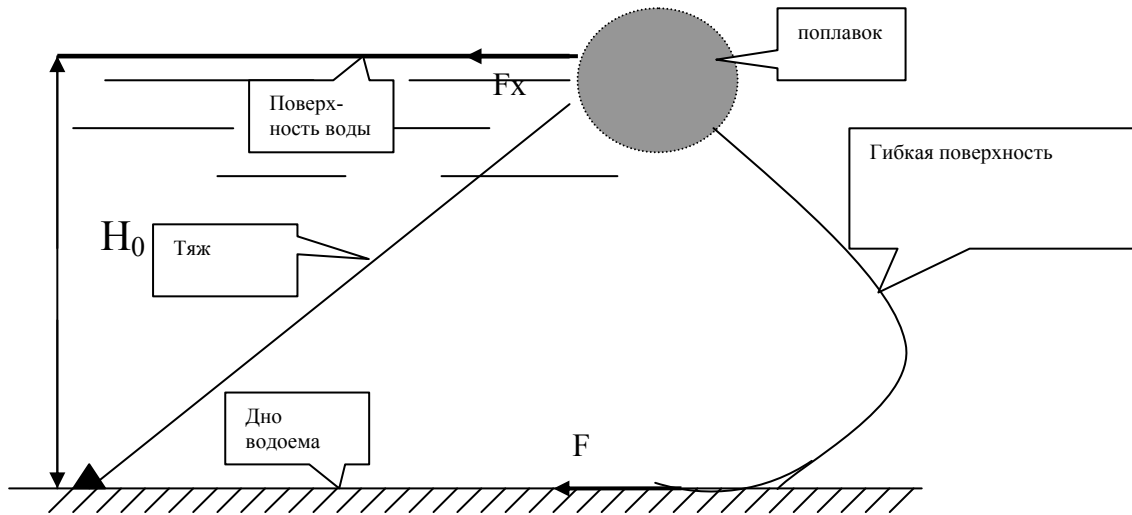 поплавок
Fx
Поверх-
ность воды
Гибкая поверхность
H₀
Тяж
Дно
водоема
F